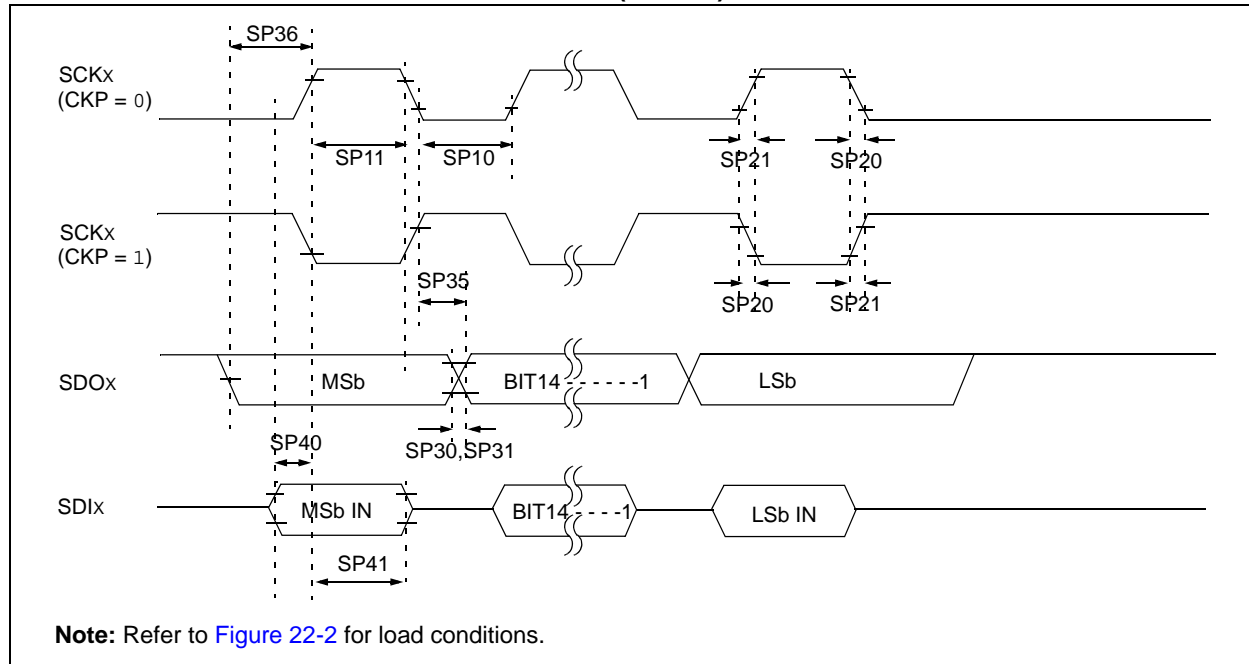 SP36
SCKx
(CKP = 0)
SP11
SP10
SP21
SP20
SCKx
(CKP = 1)
SP35
SP20
SP21
SDOx
MSb
BIT14 - - - - - -1
LSb
SP40
SP30,SP31
SDIx
MSb IN
BIT14 - - - -1
LSb IN
SP41
Note: Refer to Figure 22-2 for load conditions.